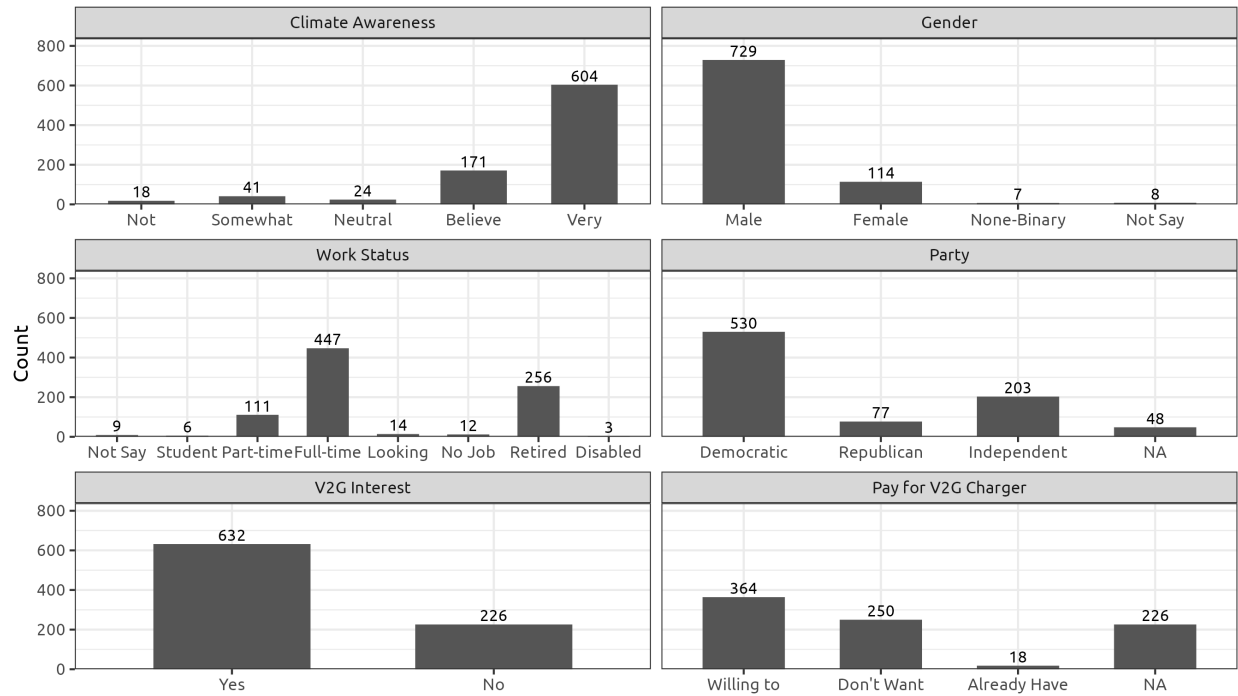 Climate Awareness
Gender
800
600
400
200
0
18
41
24
171
604
Not
Somewhat
Neutral
Believe
Very
729
114
7
8
Male
Female
None-Binary
Not Say
Count
Work Status
Party
800
600
400
200
0
9
6
111
447
14
12
256
3
Not Say
Student
Part-time
Full-time
Looking
No Job
Retired
Disabled
530
77
203
48
Democratic
Republican
Independent
NA
V2G Interest
Pay for V2G Charger
800
600
400
200
0
632
226
Yes
No
364
250
18
226
Willing to
Don't Want
Already Have
NA